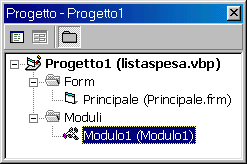 Progetto - Progetto1
Progetto1 (listaspesa.vbp)
Form
Principale (Principale.frm)
Moduli
Modulo1 (Modulo1)